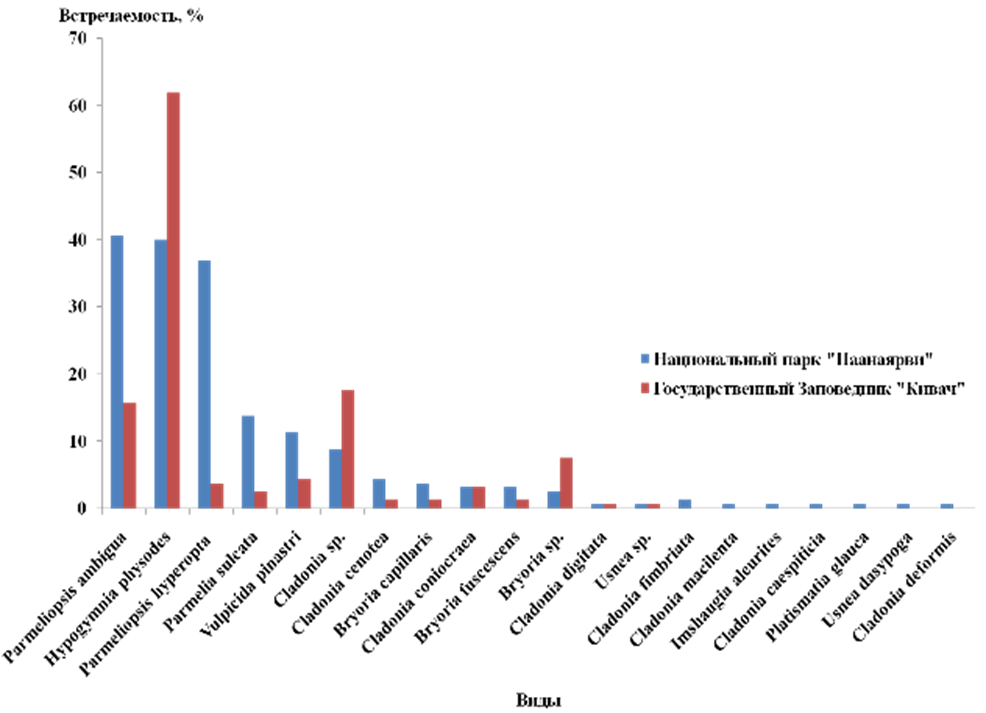 Встречаемость, %
70
60
50
40
30
20
10
0
Национальный парк "Паанаярви"
Государственный Заповедник "Кивач"
Parmeliopsis ambigua
Hypogymnia physodes
Parmeliopsis hyperopta
Parmelia sulcata
Vulpicida pinastri
Cladonia sp.
Cladonia cenotea
Bryoria capillaris
Cladonia coniocraea
Bryoria fuscescens
Bryoria sp.
Cladonia digitata
Usnea sp.
Cladonia fimbriata
Cladonia macilenta
Imshaugia aleurites
Cladonia caespiticia
Platismatia glauca
Usnea dasypoga
Cladonia deformis
Виды